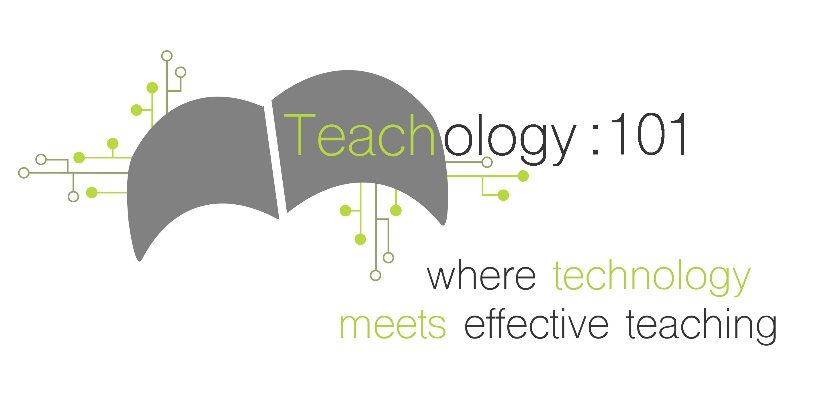 Teachology :101
where technology
meets effective teaching